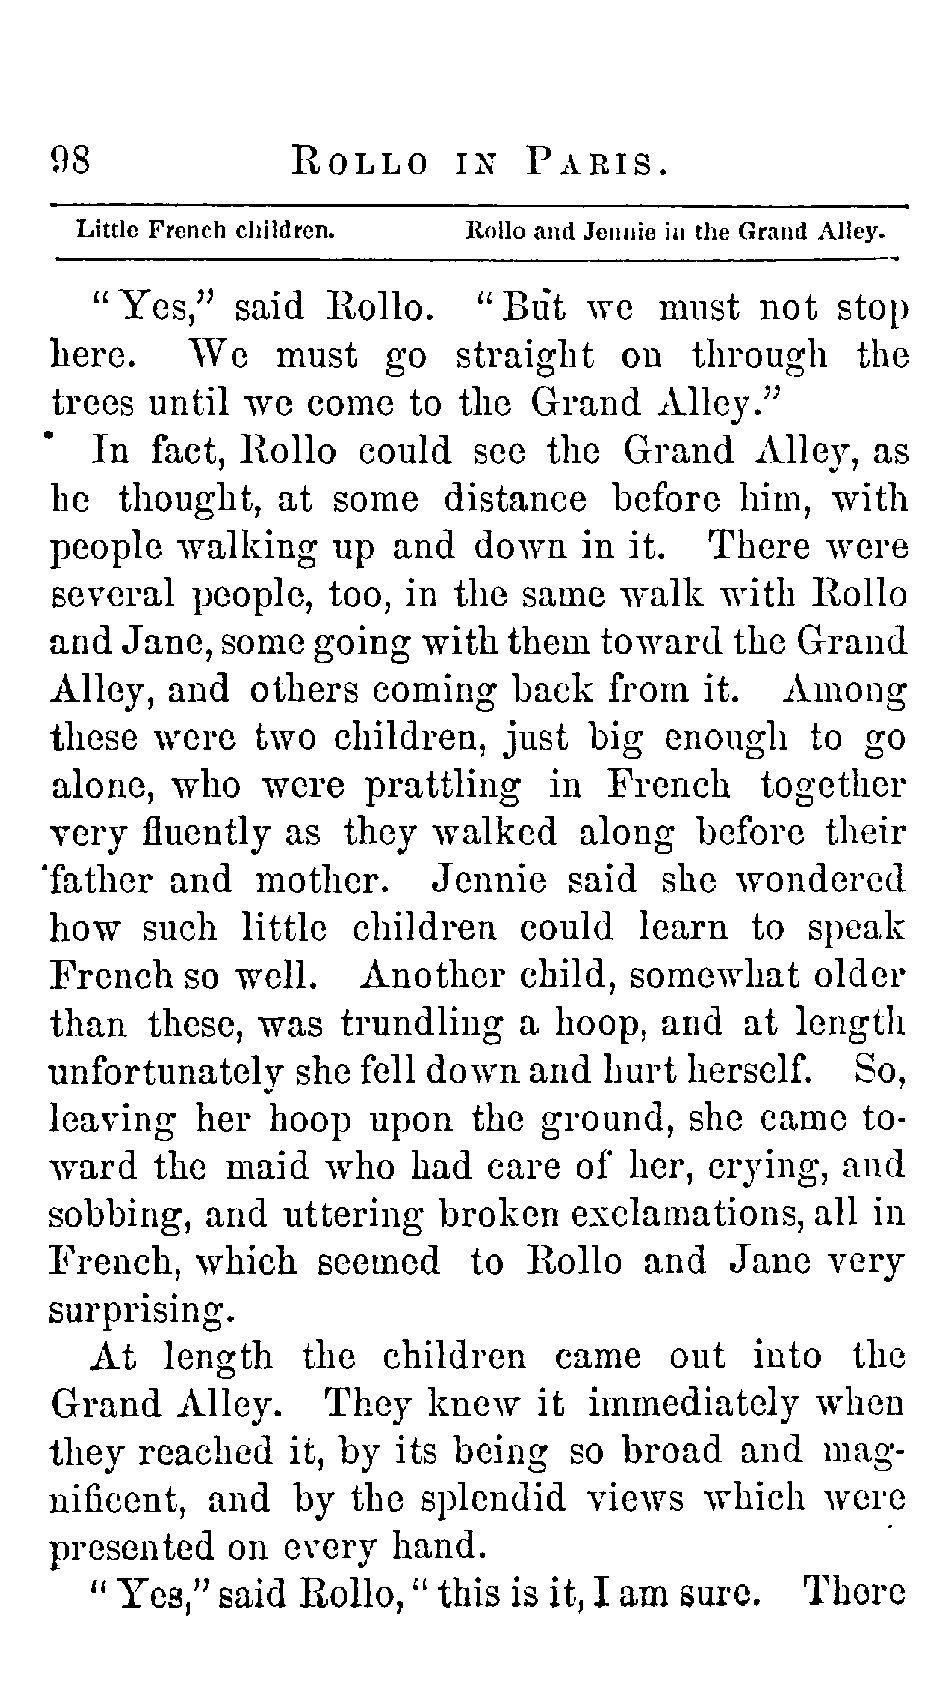 98 ROLLO IN PARIS.
Little French children. Rollo and Jennie in the Grand Alley.
"Yes," said Rollo. "But we must not stop
here. We must go straight on through the
trees until we come to the Grand Alley."
In fact, Rollo could see the Grand Alley, as
he thought, at some distance before him, with
people walking up and down in it. There were
several people, too, in the same walk with Rollo
and Jane, some going with them toward the Grand
Alley, and others coming back from it. Among
these were two children, just big enough to go
alone, who were prattling in French together
very fluently as they walked along before their
father and mother. Jennie said she wondered
how such little children could learn to speak
French so well. Another child, somewhat older
than these, was trundling a hoop, and at length
unfortunately she fell down and hurt herself. So,
leaving her hoop upon the ground, she came to-
ward the maid who had care of her, crying, and
sobbing, and uttering broken exclamations, all in
French, which seemed to Rollo and Jane very
surprising.
At length the children came out into the
Grand Alley. They knew it immediately when
they reached it, by its being so broad and mag-
nificent, and by the splendid views which were
presented on every hand.
"Yes," said Rollo, "this is it, I am sure. There